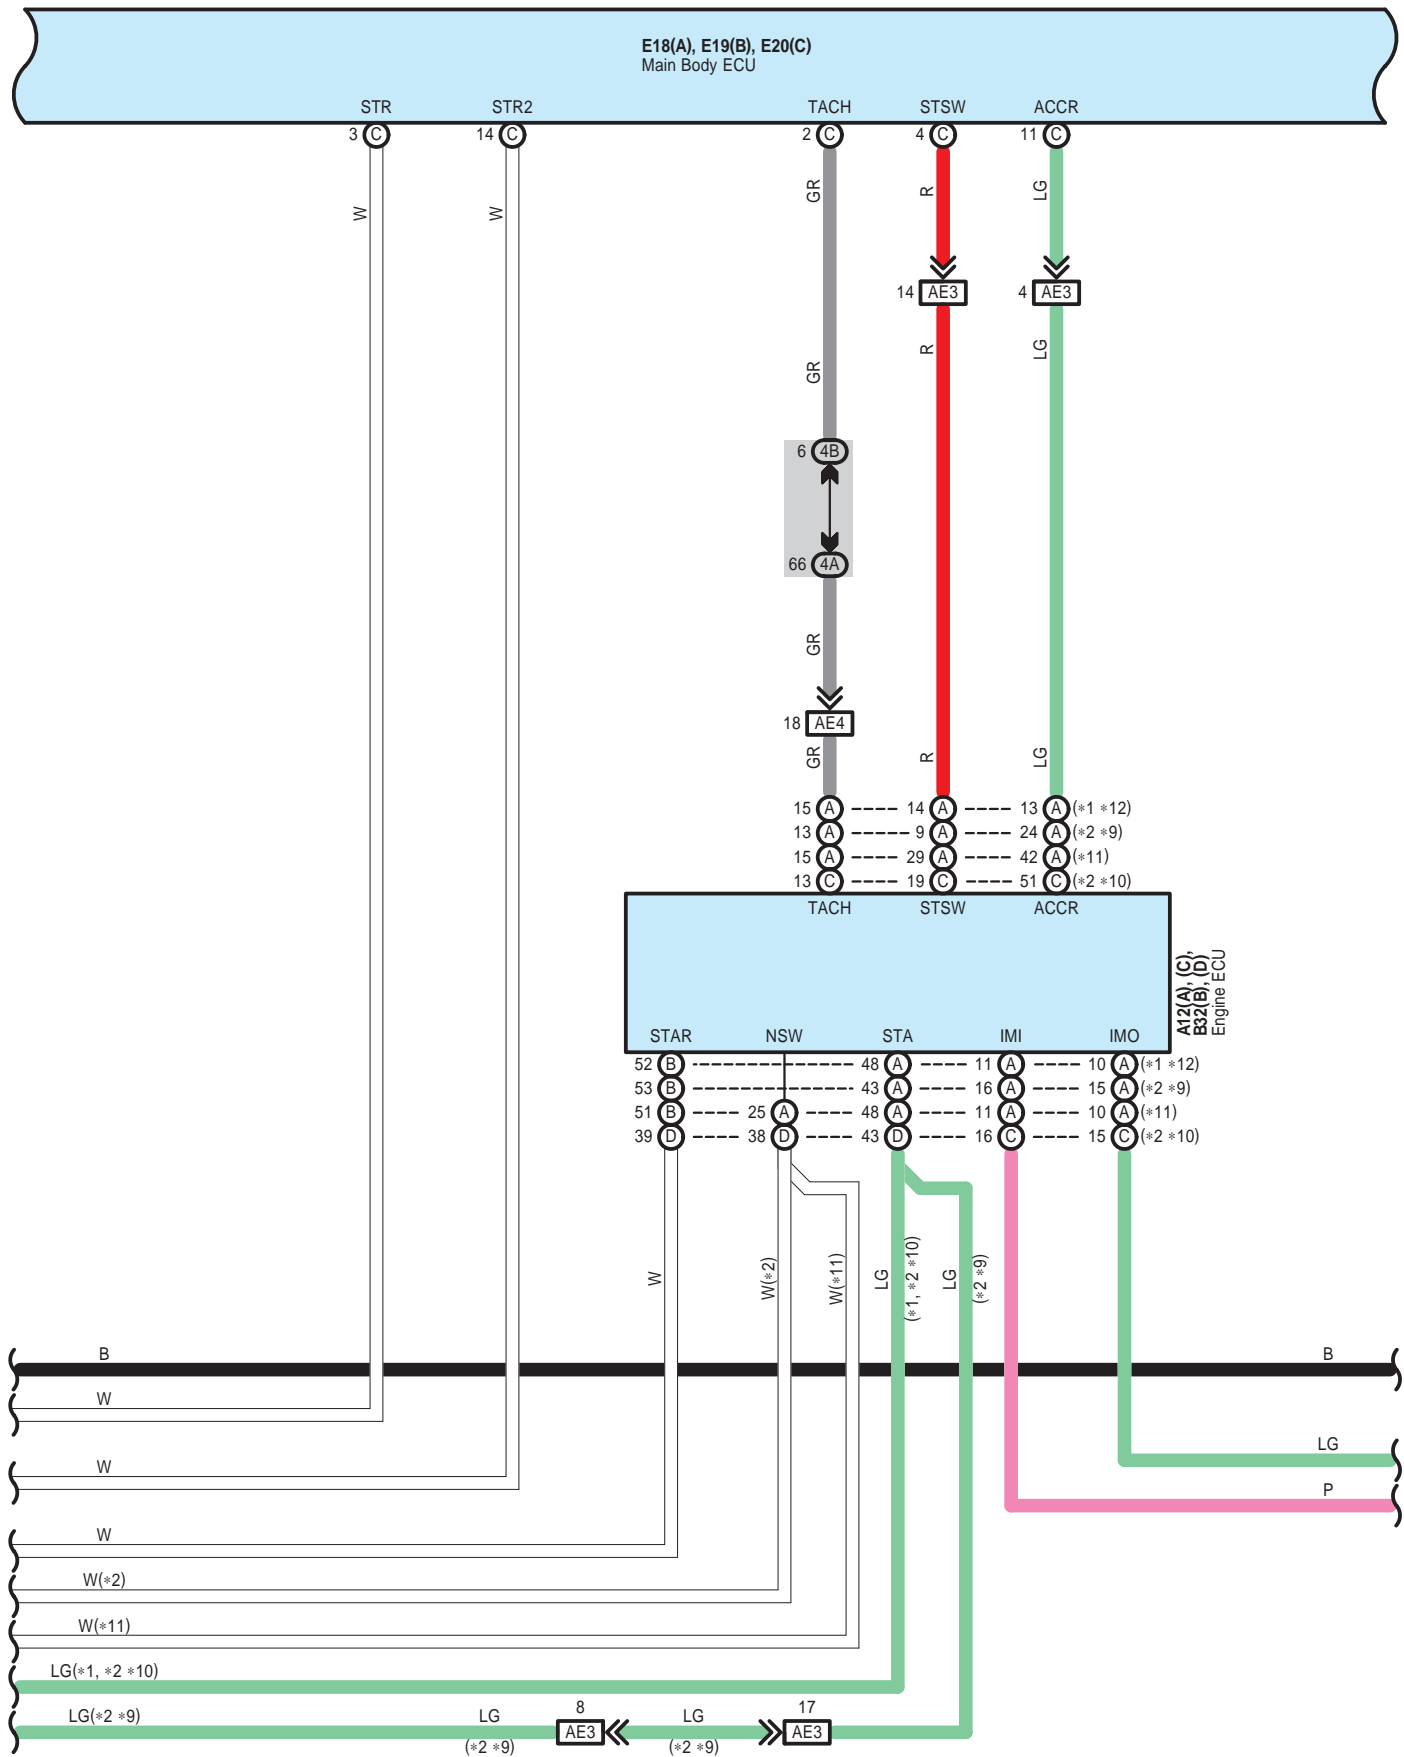 E18(A), E19(B), E20(C)
Main Body ECU
STR STR2 TACH STSW ACCR
3 C 14 C 2 C 4 C 11 C
W W GR R LG
14 AE3 4 AE3
GR R LG
6 4B
66 4A
GR
18 AE4
GR R LG
15 A 14 A 13 A (*1 *12)
13 A 9 A 24 A (*2 *9)
15 A 29 A 42 A (*11)
13 C 19 C 51 C (*2 *10)
TACH STSW ACCR
A12(A), (C),
B32(B), (D)
Engine ECU
STAR NSW STA IMI IMO
52 B 48 A 11 A 10 A (*1 *12)
53 B 43 A 16 A 15 A (*2 *9)
51 B 25 A 48 A 11 A 10 A (*11)
39 D 38 D 43 D 16 C 15 C (*2 *10)
W W(*2) W(*11) LG (*1, *2 *10) LG (*2 *9)
B B
W
LG
W
P
W
W(*2)
W(*11)
LG(*1, *2 *10)
8 17
LG(*2 *9) LG AE3 LG AE3
(*2 *9) (*2 *9)